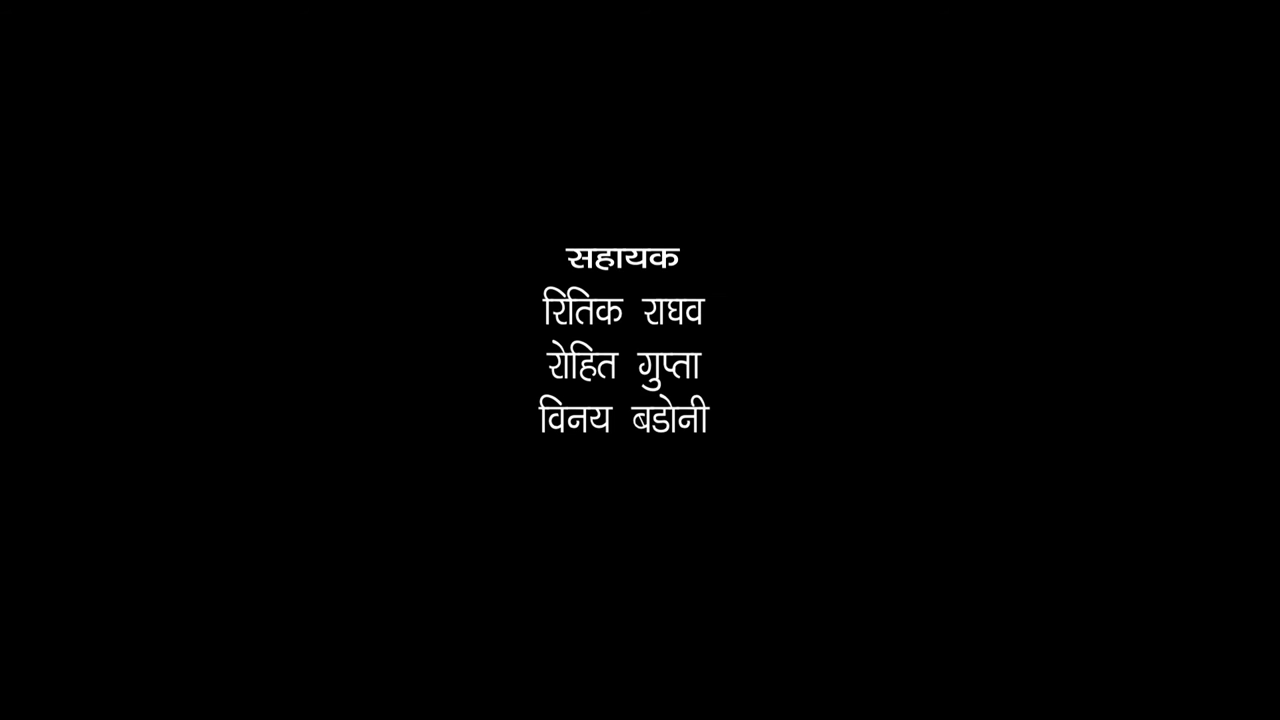 सहायक
रितिक राघव
रोहित गुप्ता
विनय बडोनी